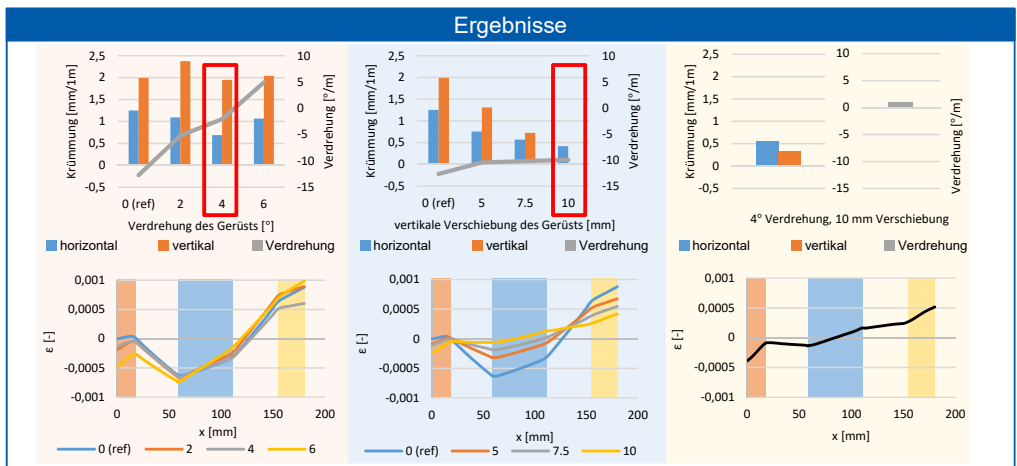 Ergebnisse
Krümmung [mm/1m]
2,5
2
1,5
1
0,5
0
-0,5
10
5
0
-5
-10
-15
Verdrehung [°/m]
0 (ref) 2 4 6
Verdrehung des Gerüsts [°]
horizontal vertikal Verdrehung
Krümmung [mm/1m]
2,5
2
1,5
1
0,5
0
-0,5
10
5
0
-5
-10
-15
Verdrehung [°/m]
0 (ref) 5 7.5 10
vertikale Verschiebung des Gerüsts [mm]
horizontal vertikal Verdrehung
Krümmung [mm/1m]
2,5
2
1,5
1
0,5
0
-0,5
10
5
0
-5
-10
-15
Verdrehung [°/m]
4° Verdrehung, 10 mm Verschiebung
horizontal vertikal Verdrehung
ε [-]
0,001
0,0005
0
-0,0005
-0,001
0 50 100 150 200
x [mm]
0 (ref) 2 4 6
ε [-]
0,001
0,0005
0
-0,0005
-0,001
0 50 100 150 200
x [mm]
0 (ref) 5 7.5 10
ε [-]
0,001
0,0005
0
-0,0005
-0,001
0 50 100 150 200
x [mm]